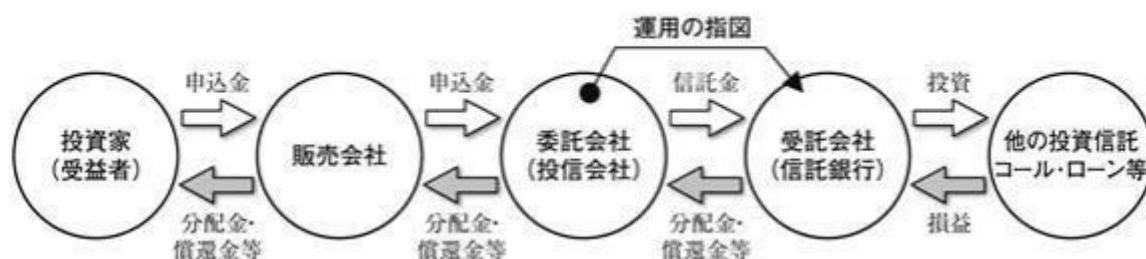 運用の指図
申込金
申込金
信託金
投資
投資家
（受益者）
販売会社
委託会社
（投信会社）
受託会社
（信託銀行）
他の投資信託
コール・ローン等
分配金・
償還金等
分配金・
償還金等
分配金・
償還金等
損益